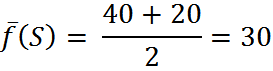 f̄(S) = (40 + 20)/2 = 30